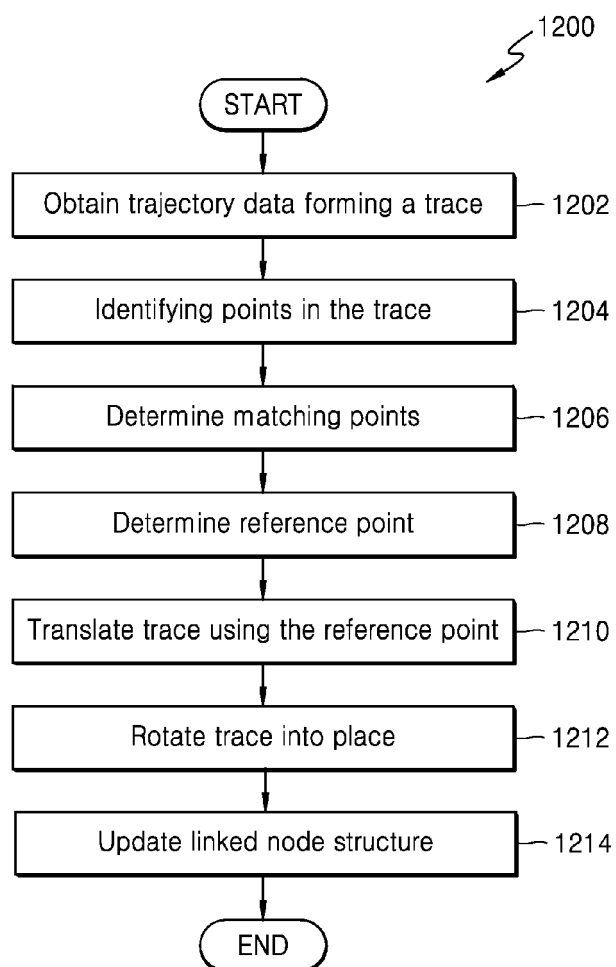 1200
START
Obtain trajectory data forming a trace 1202
Identifying points in the trace 1204
Determine matching points 1206
Determine reference point 1208
Translate trace using the reference point 1210
Rotate trace into place 1212
Update linked node structure 1214
END